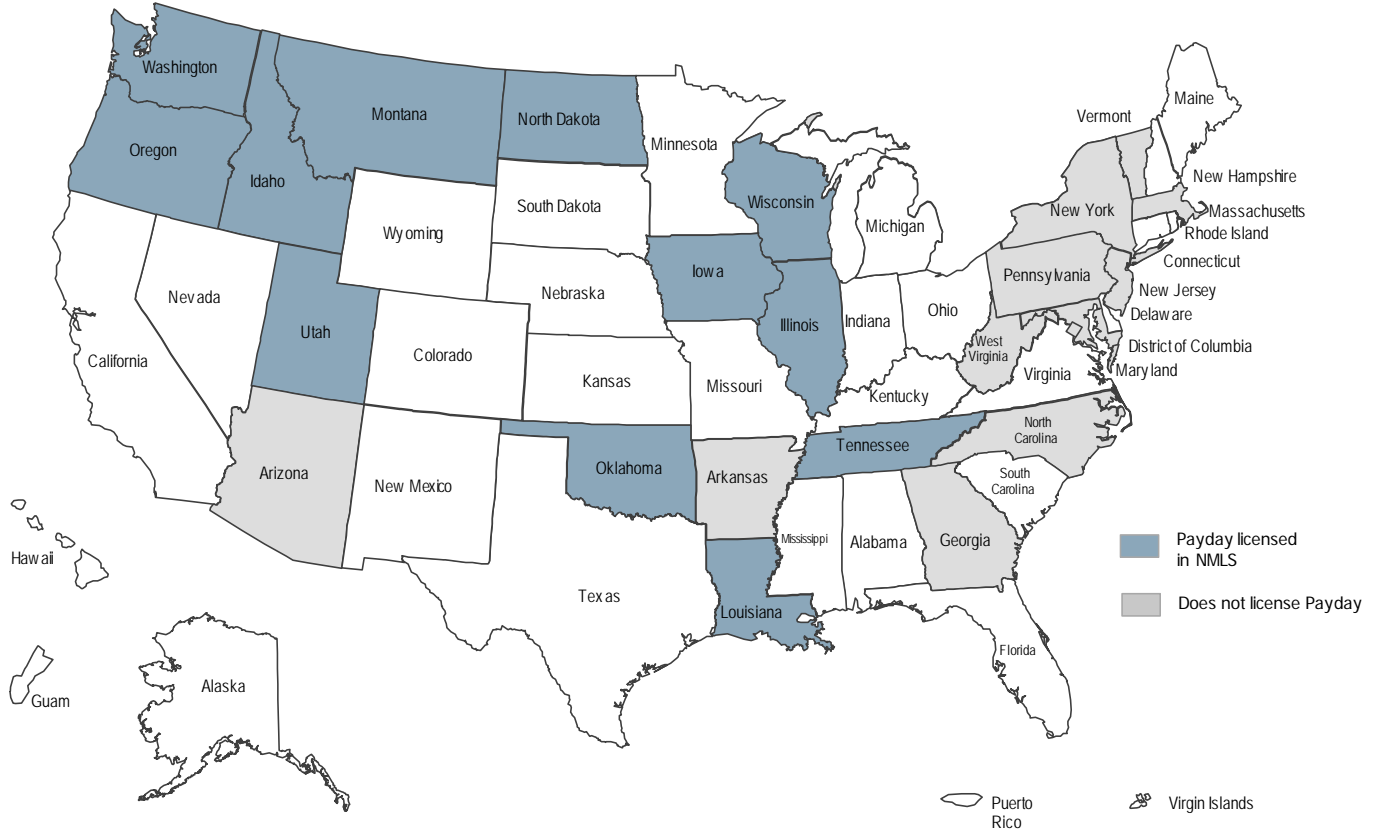 Washington
Montana
North Dakota
Minnesota
Oregon
Idaho
Wisconsin
South Dakota
Wyoming
Michigan
Vermont
Maine
New Hampshire
New York
Massachusetts
Rhode Island
Connecticut
Pennsylvania
New Jersey
Delaware
District of Columbia
Maryland
Nevada
Utah
California
Colorado
Nebraska
Iowa
Illinois
Indiana
Ohio
West
Virginia
Virginia
Kansas
Missouri
Kentucky
Tennessee
North
Carolina
South
Carolina
Arizona
New Mexico
Oklahoma
Arkansas
Mississippi
Alabama
Georgia
Texas
Louisiana
Florida
Hawaii
Guam
Alaska
Payday licensed
in NMLS
Does not license Payday
Puerto
Rico
Virgin Islands